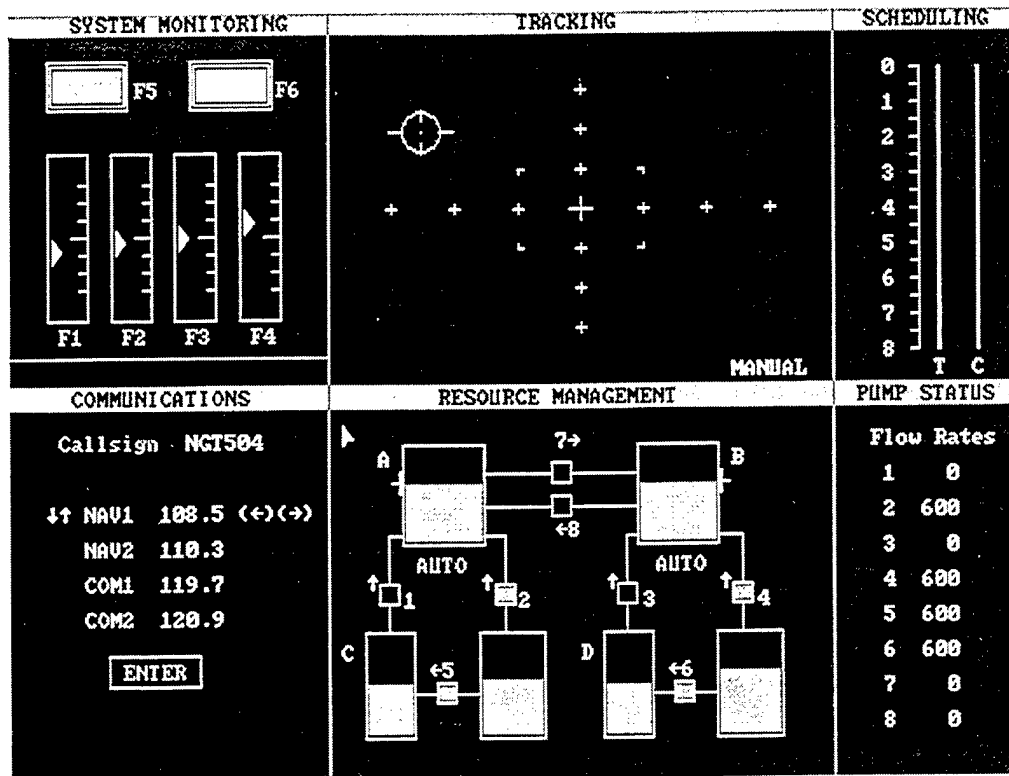 SYSTEM MONITORING
F5 F6
F1 F2 F3 F4
TRACKING
MANUAL
SCHEDULING
0
1
2
3
4
5
6
7
8
T C
COMMUNICATIONS
Callsign NGT504
↓↑ NAV1 108.5 (←)(→)
NAV2 110.3
COM1 119.7
COM2 120.9
ENTER
RESOURCE MANAGEMENT
7→
A B
←8
AUTO AUTO
↑ 1 ↑ 2 ↑ 3 ↑ 4
C ←5 D ←6
PUMP STATUS
Flow Rates
1 0
2 600
3 0
4 600
5 600
6 600
7 0
8 0